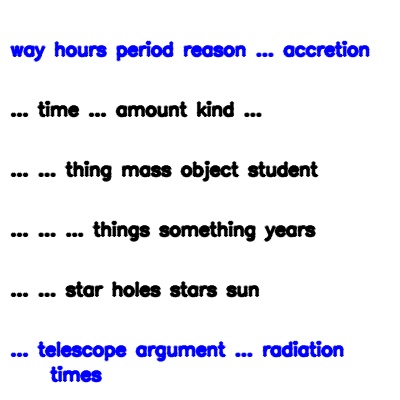 way hours period reason ... accretion
... time ... amount kind ...
... ... thing mass object student
... ... ... things something years
... ... star holes stars sun
... telescope argument ... radiation
times